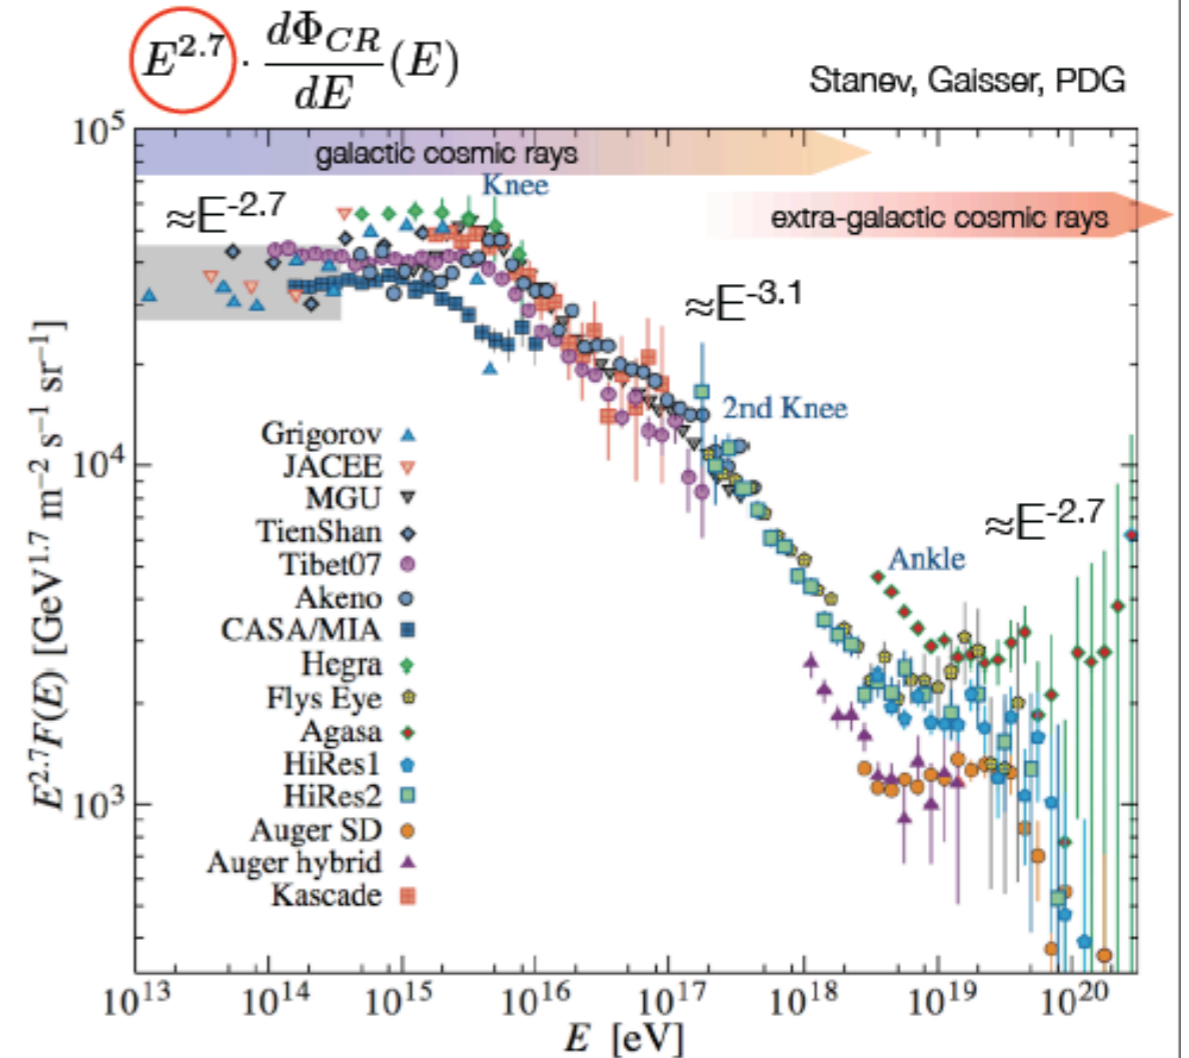 E^2.7 · dΦ_CR/dE (E)
Stanev, Gaisser, PDG
galactic cosmic rays
Knee
≈E^-2.7
extra-galactic cosmic rays
≈E^-3.1
2nd Knee
≈E^-2.7
Ankle
Grigorov
JACEE
MGU
TienShan
Tibet07
Akeno
CASA/MIA
Hegra
Flys Eye
Agasa
HiRes1
HiRes2
Auger SD
Auger hybrid
Kascade
E^2.7F(E) [GeV^1.7 m^−2 s^−1 sr^−1]
10^5
10^4
10^3
10^13 10^14 10^15 10^16 10^17 10^18 10^19 10^20
E [eV]